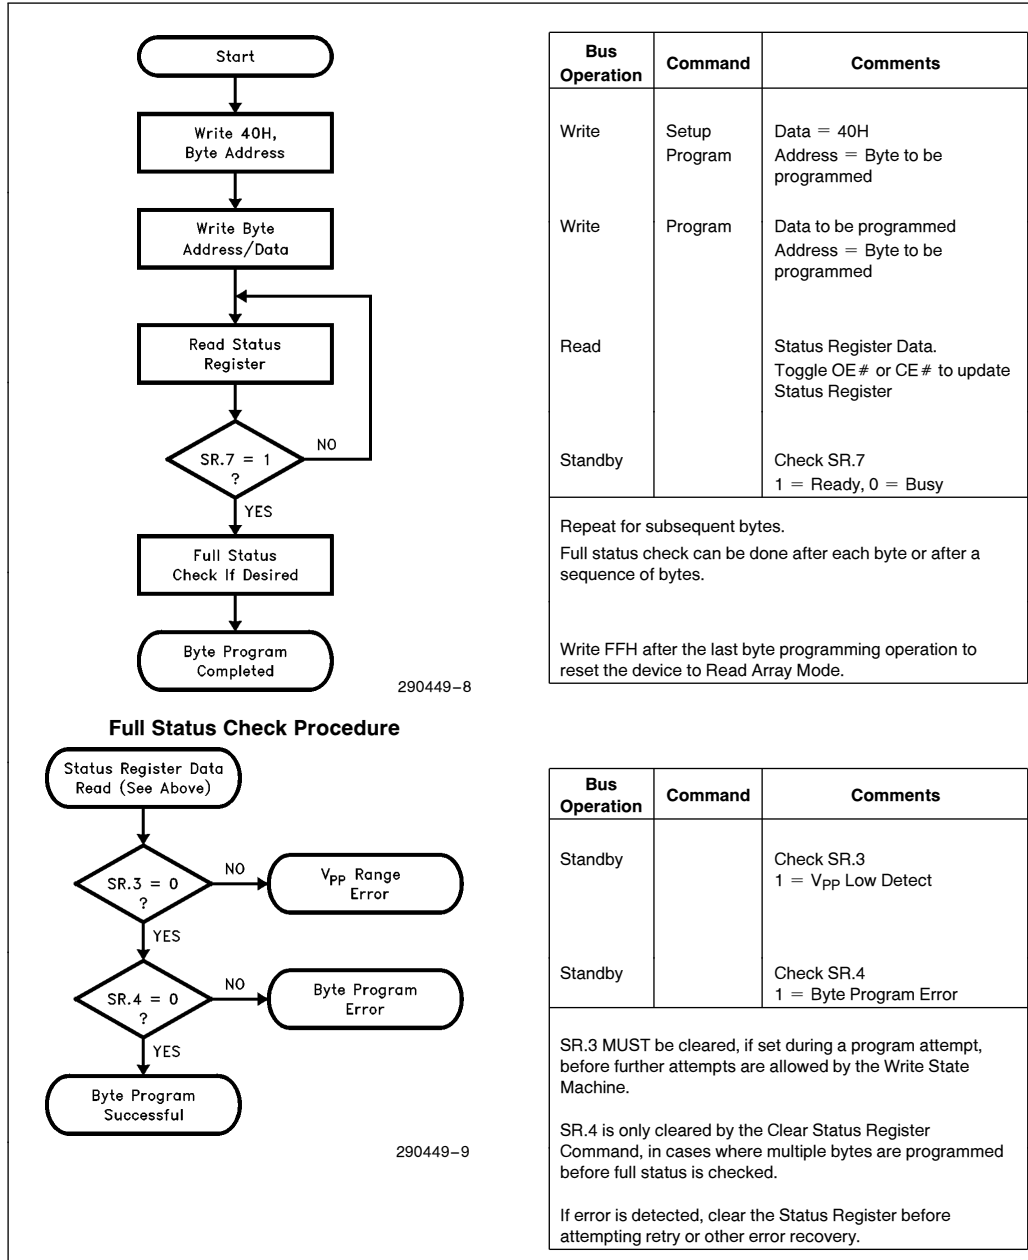 Start
Write 40H,
Byte Address
Write Byte
Address/Data
Read Status
Register
SR.7 = 1
?
NO
YES
Full Status
Check If Desired
Byte Program
Completed
290449–8
Bus
Operation
Command
Comments
Write
Setup
Program
Data = 40H
Address = Byte to be
programmed
Write
Program
Data to be programmed
Address = Byte to be
programmed
Read
Status Register Data.
Toggle OE# or CE# to update
Status Register
Standby
Check SR.7
1 = Ready, 0 = Busy
Repeat for subsequent bytes.
Full status check can be done after each byte or after a
sequence of bytes.
Write FFH after the last byte programming operation to
reset the device to Read Array Mode.
Full Status Check Procedure
Status Register Data
Read (See Above)
SR.3 = 0
?
NO
VPP Range
Error
YES
SR.4 = 0
?
NO
Byte Program
Error
YES
Byte Program
Successful
290449–9
Bus
Operation
Command
Comments
Standby
Check SR.3
1 = VPP Low Detect
Standby
Check SR.4
1 = Byte Program Error
SR.3 MUST be cleared, if set during a program attempt,
before further attempts are allowed by the Write State
Machine.
SR.4 is only cleared by the Clear Status Register
Command, in cases where multiple bytes are programmed
before full status is checked.
If error is detected, clear the Status Register before
attempting retry or other error recovery.